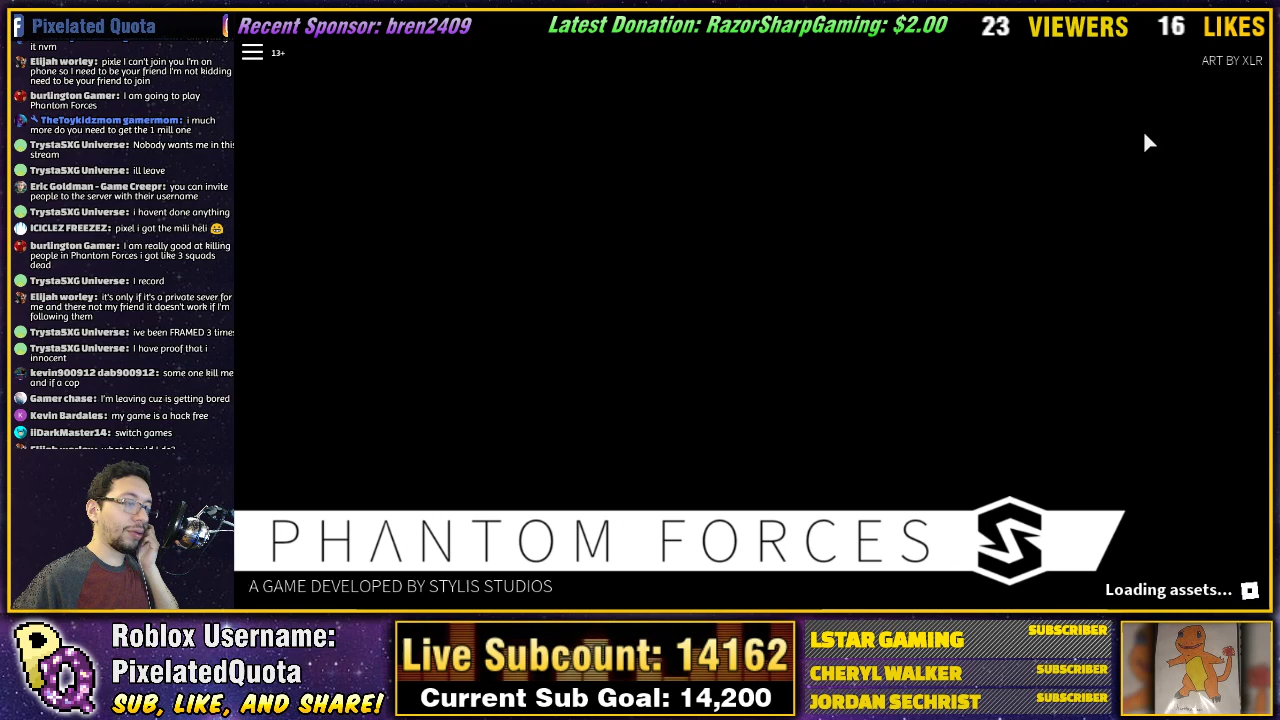 Pixelated Quota
Recent Sponsor: bren2409
Latest Donation: RazorSharpGaming: $2.00
23 VIEWERS
16 LIKES
it nvm
Elijah worley: pixle I can't join you I'm on
phone so I need to be your friend I'm not kidding
need to be your friend to join
burlington Gamer: I am going to play
Phantom Forces
TheToykidzmom gamermom: i much
more do you need to get the 1 mill one
TrystaSXG Universe: Nobody wants me in this
stream
TrystaSXG Universe: ill leave
Eric Goldman - Game Creepr: you can invite
people to the server with their username
TrystaSXG Universe: i havent done anything
ICICLEZ FREEZEZ: pixel i got the mili heli
burlington Gamer: I am really good at killing
people in Phantom Forces i got like 3 squads
dead
TrystaSXG Universe: I record
Elijah worley: it's only if it's a private sever for
me and there not my friend it doesn't work if I'm
following them
TrystaSXG Universe: ive been FRAMED 3 times
TrystaSXG Universe: I have proof that i
innocent
kevin900912 dab900912: some one kill me
and if a cop
Gamer chase: I'm leaving cuz is getting bored
K Kevin Bardales: my game is a hack free
iiDarkMaster14: switch games
Elijah worley: what should I do?
13+
ART BY XLR
PHANTOM FORCES
A GAME DEVELOPED BY STYLIS STUDIOS
Loading assets...
PQ
Roblox Username:
PixelatedQuota
SUB, LIKE, AND SHARE!
Live Subcount: 14162
Current Sub Goal: 14,200
LSTAR GAMING SUBSCRIBER
CHERYL WALKER SUBSCRIBER
JORDAN SECHRIST SUBSCRIBER